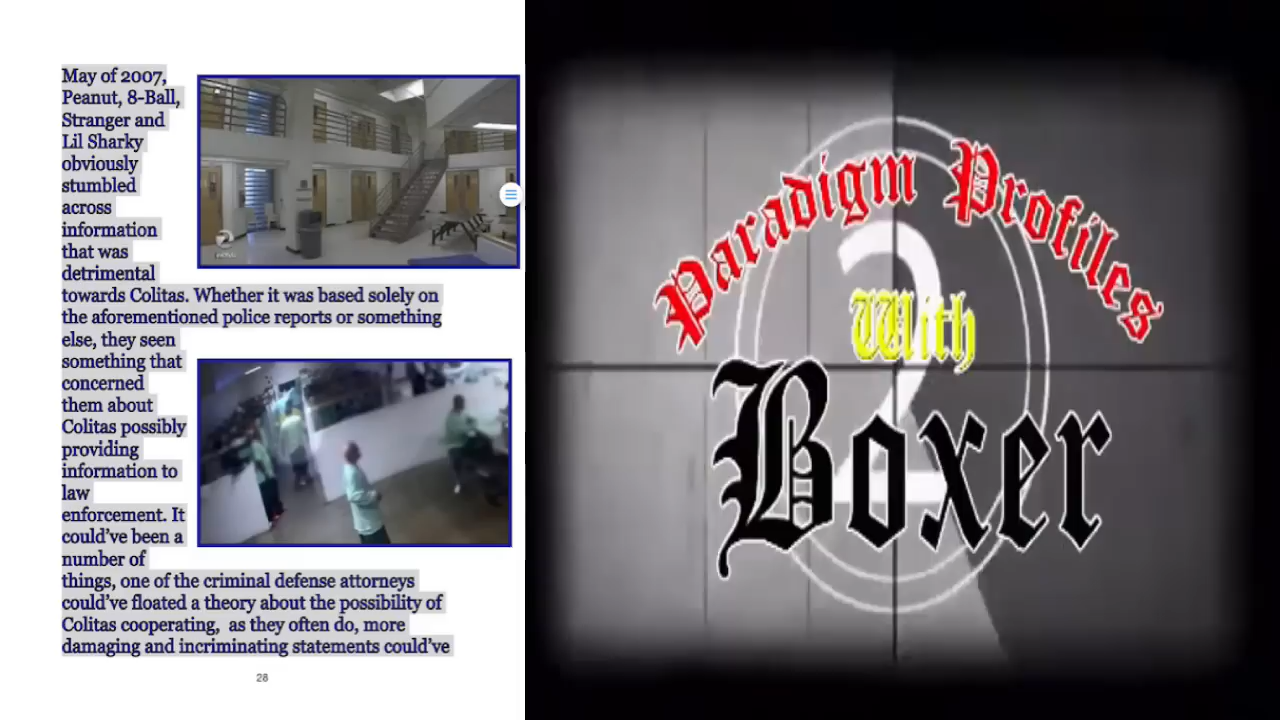 May of 2007,
Peanut, 8-Ball,
Stranger and
Lil Sharky
obviously
stumbled
across
information
that was
detrimental
towards Colitas. Whether it was based solely on
the aforementioned police reports or something
else, they seen
something that
concerned
them about
Colitas possibly
providing
information to
law
enforcement. It
could've been a
number of
things, one of the criminal defense attorneys
could've floated a theory about the possibility of
Colitas cooperating, as they often do, more
damaging and incriminating statements could've
28
Paradigm Profiles
With
Boxer
2